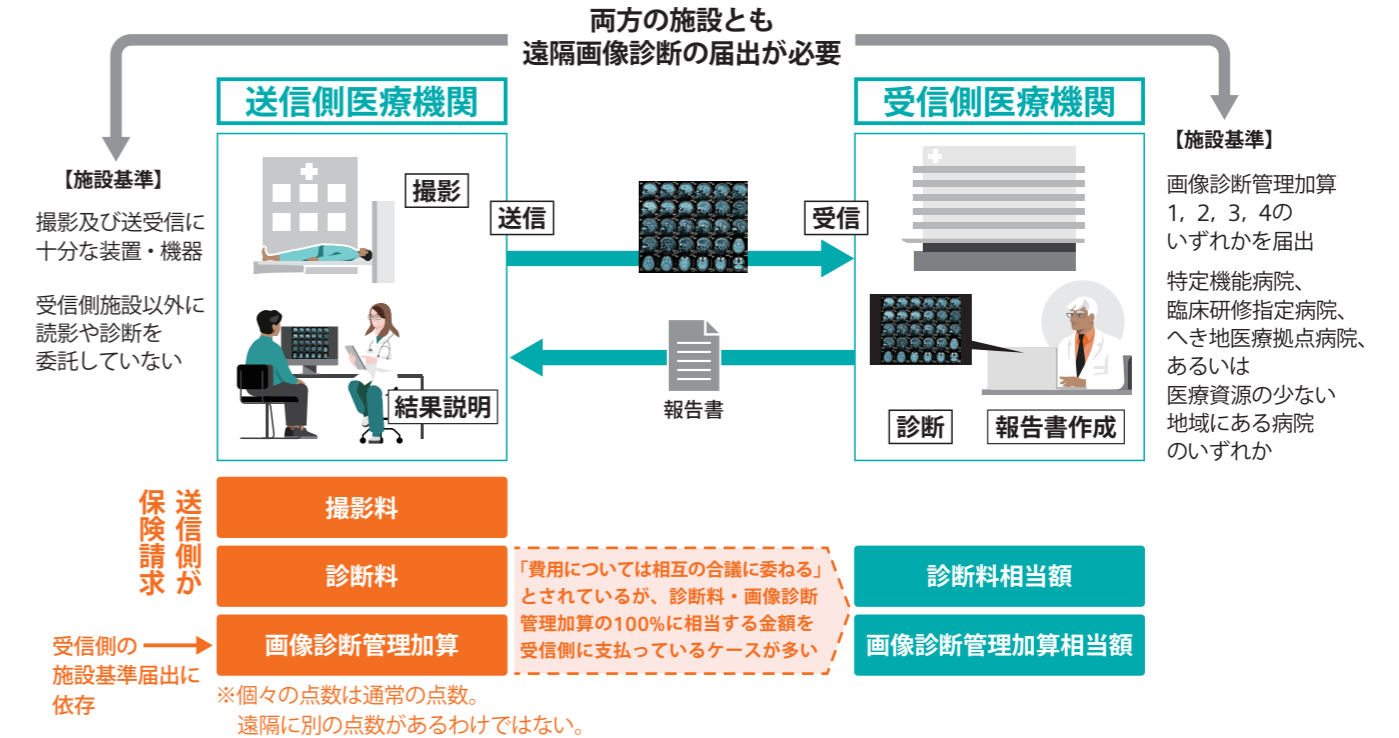 両方の施設とも
遠隔画像診断の届出が必要
送信側医療機関
受信側医療機関
【施設基準】
撮影及び送受信に
十分な装置・機器
受信側施設以外に
読影や診断を
委託していない
撮影
送信
受信
結果説明
報告書
診断
報告書作成
【施設基準】
画像診断管理加算
1, 2, 3, 4の
いずれかを届出
特定機能病院、
臨床研修指定病院、
へき地医療拠点病院、
あるいは
医療資源の少ない
地域にある病院
のいずれか
送信側が
保険請求
撮影料
診断料
画像診断管理加算
「費用については相互の合議に委ねる」
とされているが、診断料・画像診断
管理加算の100%に相当する金額を
受信側に支払っているケースが多い
診断料相当額
画像診断管理加算相当額
受信側の
施設基準届出に
依存
※個々の点数は通常の点数。
遠隔に別の点数があるわけではない。